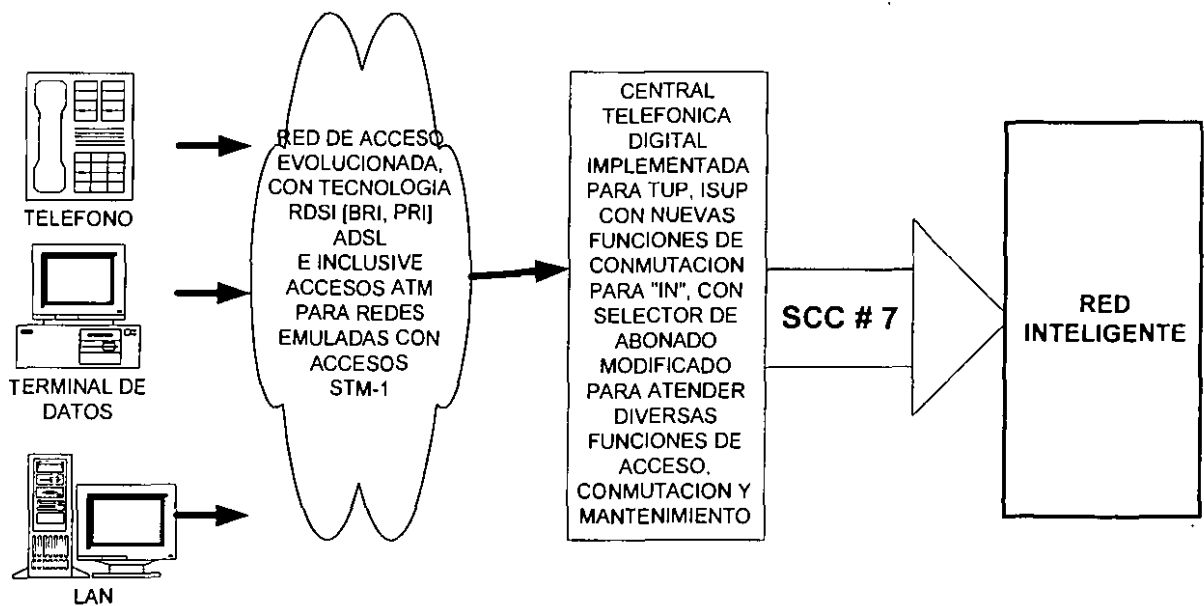 TELEFONO
TERMINAL DE
DATOS
LAN
RED DE ACCESO
EVOLUCIONADA,
CON TECNOLOGIA
RDSI [BRI, PRI]
ADSL
E INCLUSIVE
ACCESOS ATM
PARA REDES
EMULADAS CON
ACCESOS
STM-1
CENTRAL
TELEFONICA
DIGITAL
IMPLEMENTADA
PARA TUP, ISUP
CON NUEVAS
FUNCIONES DE
CONMUTACION
PARA "IN", CON
SELECTOR DE
ABONADO
MODIFICADO
PARA ATENDER
DIVERSAS
FUNCIONES DE
ACCESO,
CONMUTACION Y
MANTENIMIENTO
SCC # 7
RED
INTELIGENTE